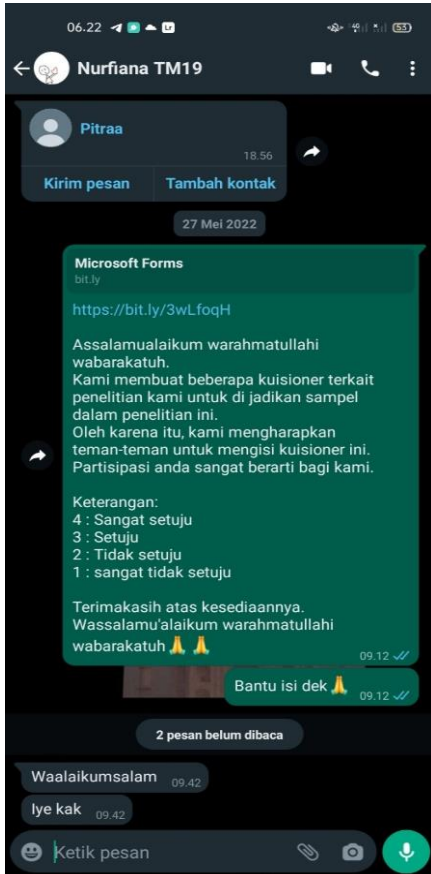 06.22
53
Nurfiana TM19
Pitraa
18.56
Kirim pesan Tambah kontak
27 Mei 2022
Microsoft Forms
bit.ly
https://bit.ly/3wLfoqH
Assalamualaikum warahmatullahi
wabarakatuh.
Kami membuat beberapa kuisioner terkait
penelitian kami untuk di jadikan sampel
dalam penelitian ini.
Oleh karena itu, kami mengharapkan
teman-teman untuk mengisi kuisioner ini.
Partisipasi anda sangat berarti bagi kami.
Keterangan:
4 : Sangat setuju
3 : Setuju
2 : Tidak setuju
1 : sangat tidak setuju
Terimakasih atas kesediaannya.
Wassalamu'alaikum warahmatullahi
wabarakatuh🙏🙏
09.12
Bantu isi dek🙏 09.12
2 pesan belum dibaca
Waalaikumsalam 09.42
Iye kak 09.42
Ketik pesan